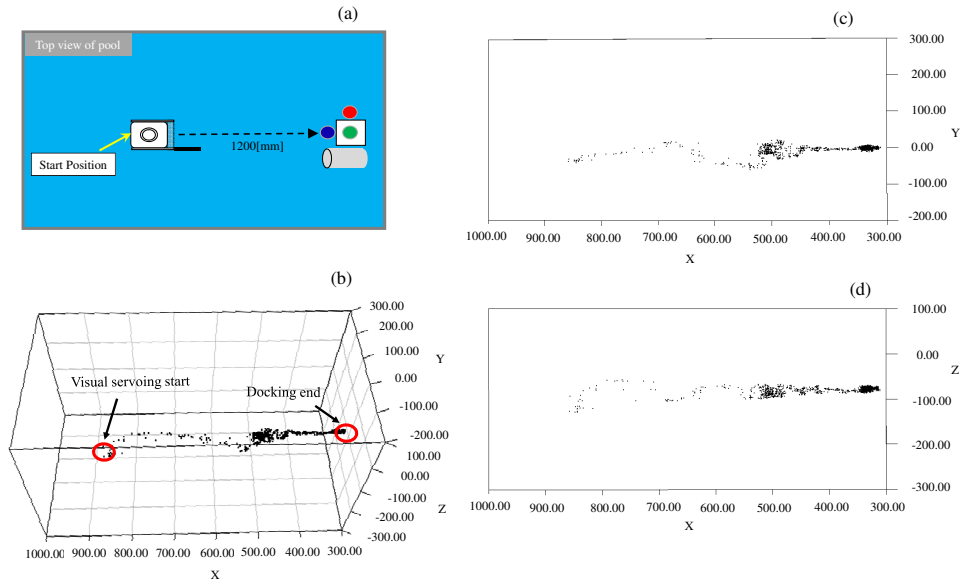 (a)
Top view of pool
1200[mm]
Start Position
(b)
300.00
200.00
100.00
Y
0.00
-100.00
-200.00
100.00
00.00
-100.00
Z
-200.00
-300.00
Visual servoing start
Docking end
1000.00 900.00 800.00 700.00 600.00 500.00 400.00 300.00
X
(c)
300.00
200.00
100.00
Y
0.00
-100.00
-200.00
1000.00 900.00 800.00 700.00 600.00 500.00 400.00 300.00
X
(d)
100.00
0.00
Z
-100.00
-200.00
-300.00
1000.00 900.00 800.00 700.00 600.00 500.00 400.00 300.00
X